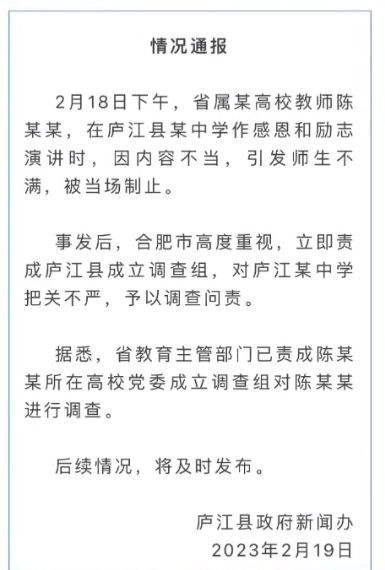 情况通报
2月18日下午，省属某高校教师陈
某某，在庐江县某中学作感恩和励志
演讲时，因内容不当，引发师生不
满，被当场制止。
事发后，合肥市高度重视，立即责
成庐江县成立调查组，对庐江某中学
把关不严，予以调查问责。
据悉，省教育主管部门已责成陈某
某所在高校党委成立调查组对陈某某
进行调查。
后续情况，将及时发布。
庐江县政府新闻办
2023年2月19日